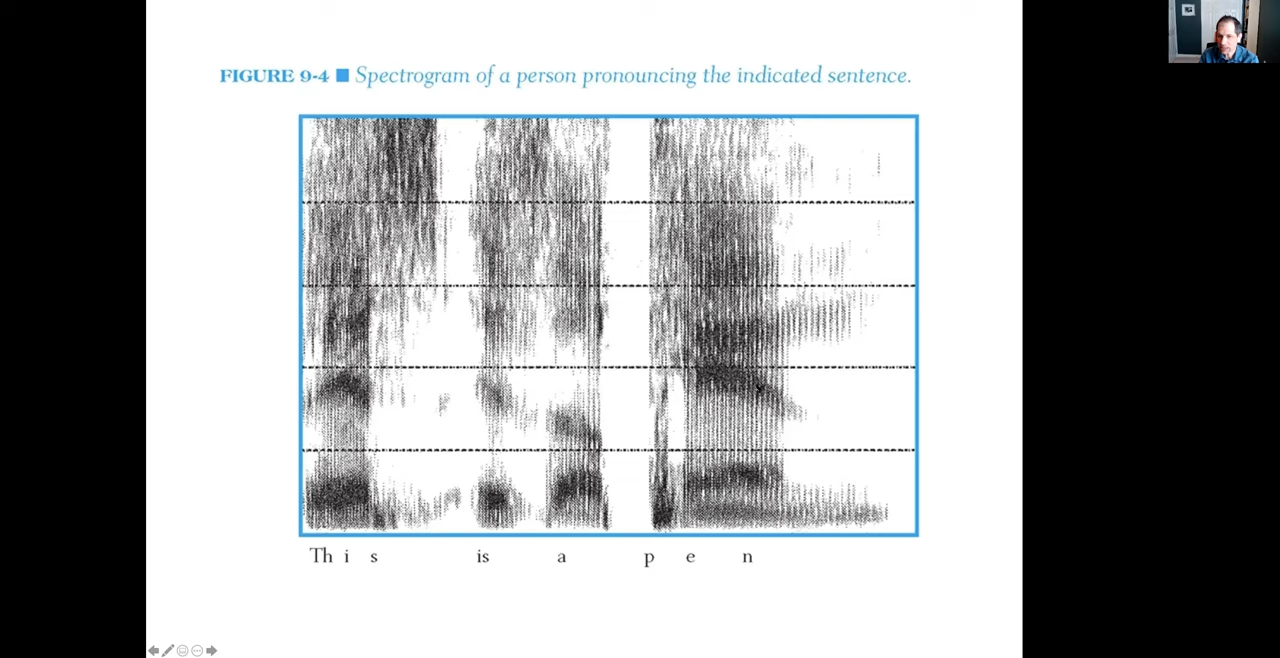 FIGURE 9-4 ■ Spectrogram of a person pronouncing the indicated sentence.
Th i s is a p e n